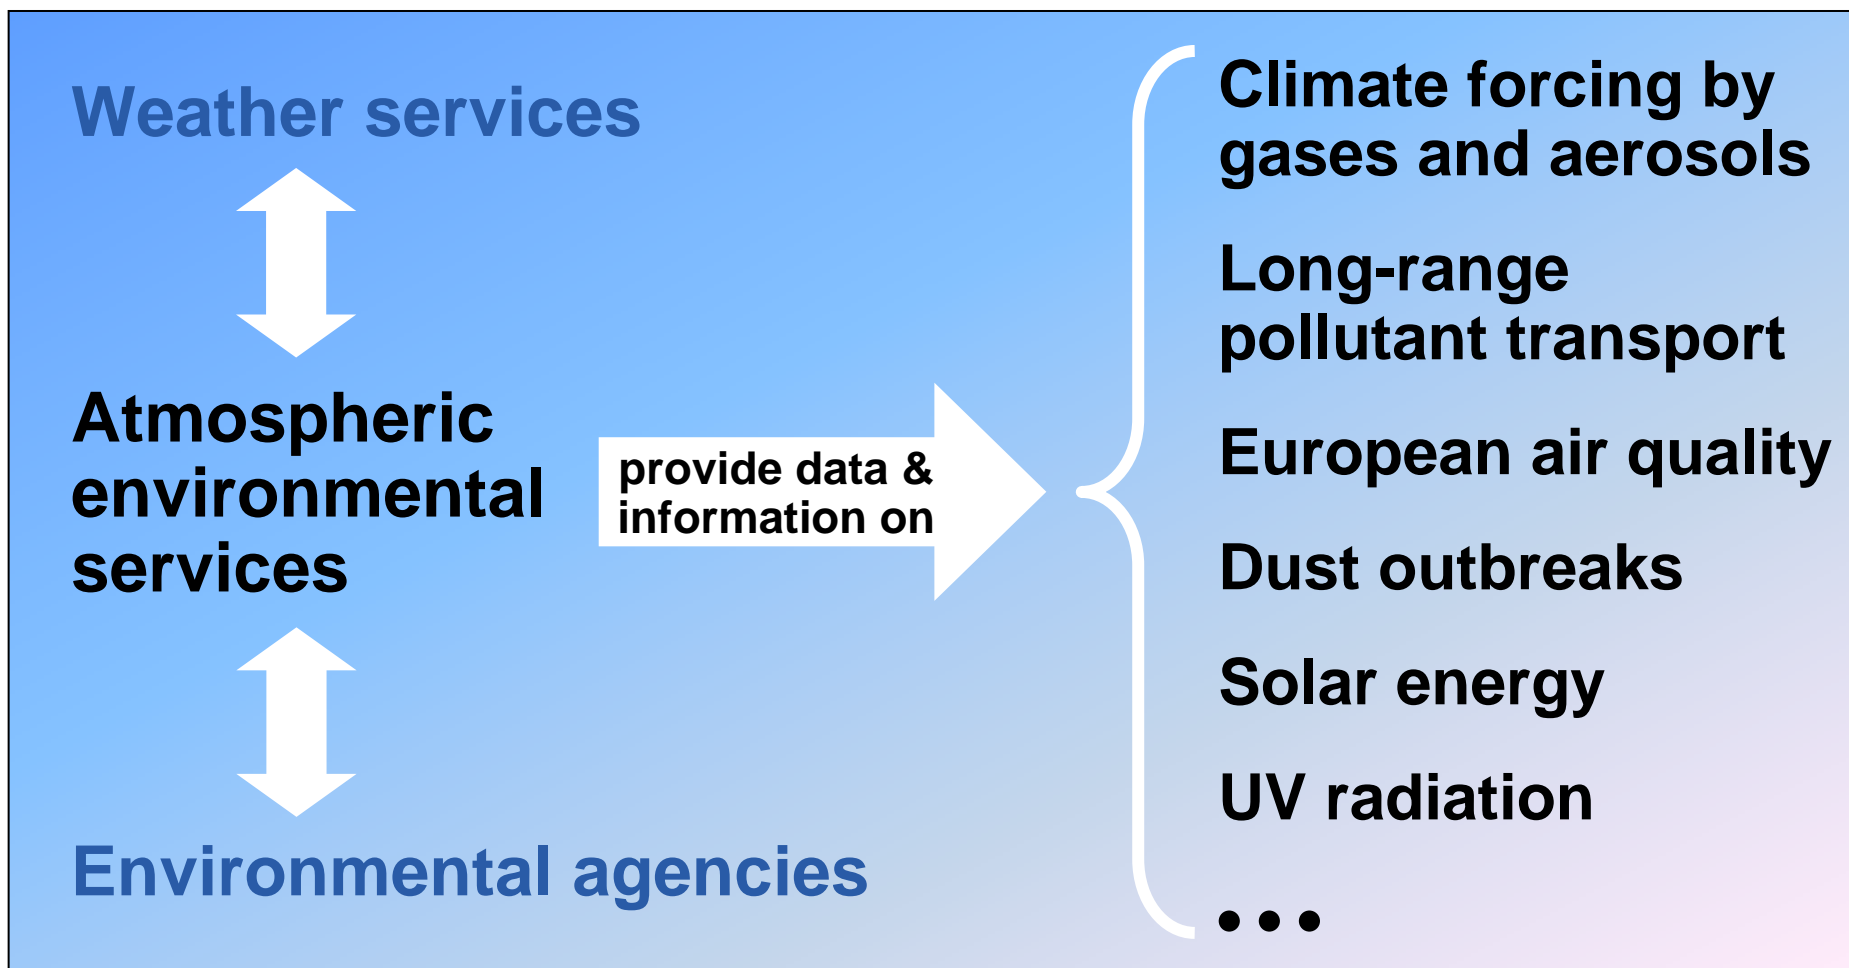 Weather services
Atmospheric
environmental
services
Environmental agencies
provide data &
information on
Climate forcing by
gases and aerosols
Long-range
pollutant transport
European air quality
Dust outbreaks
Solar energy
UV radiation
•••